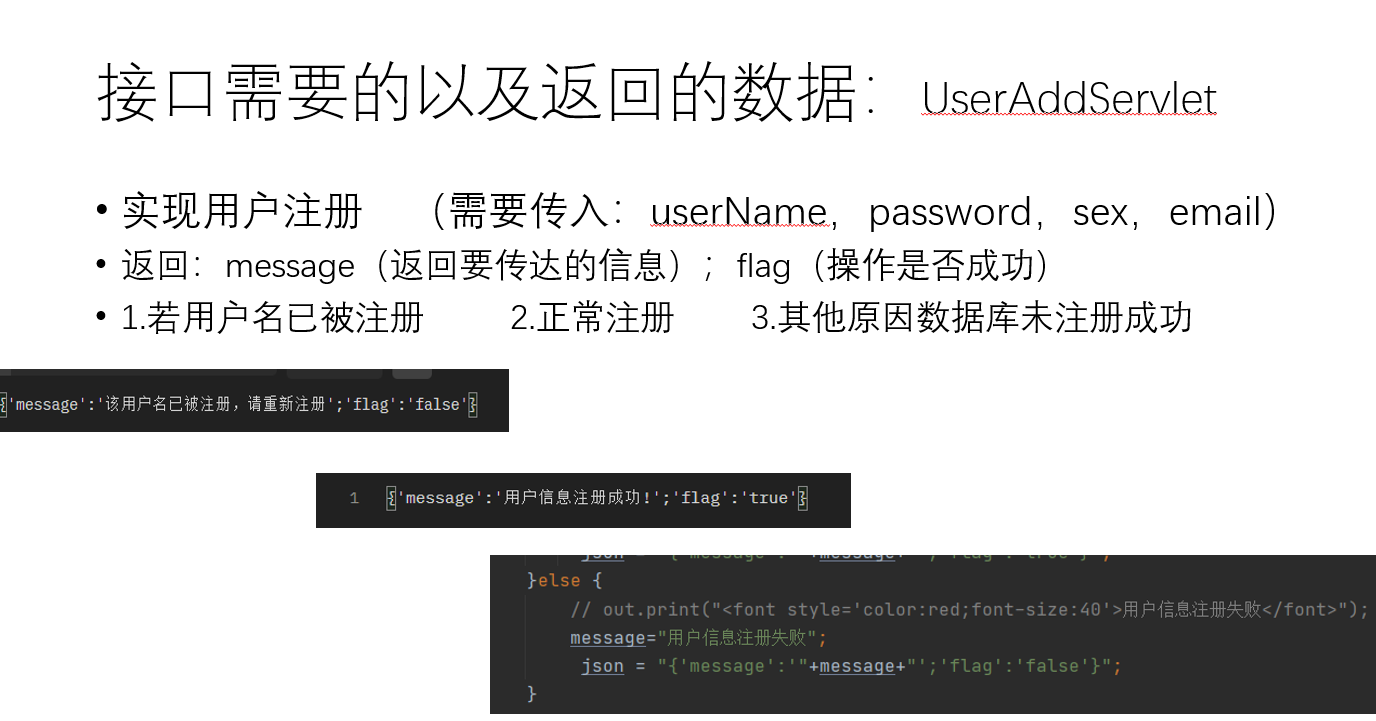 接口需要的以及返回的数据：UserAddServlet
• 实现用户注册 （需要传入：userName，password，sex，email）
• 返回：message（返回要传达的信息）；flag（操作是否成功）
• 1.若用户名已被注册 2.正常注册 3.其他原因数据库未注册成功
{'message':'该用户名已被注册，请重新注册';'flag':'false'}
1 {'message':'用户信息注册成功!';'flag':'true'}
json = "{'message':'"+message+"';'flag':'true'}";
}else {
// out.print("<font style='color:red;font-size:40'>用户信息注册失败</font>");
message="用户信息注册失败";
json = "{'message':'"+message+"';'flag':'false'}";
}